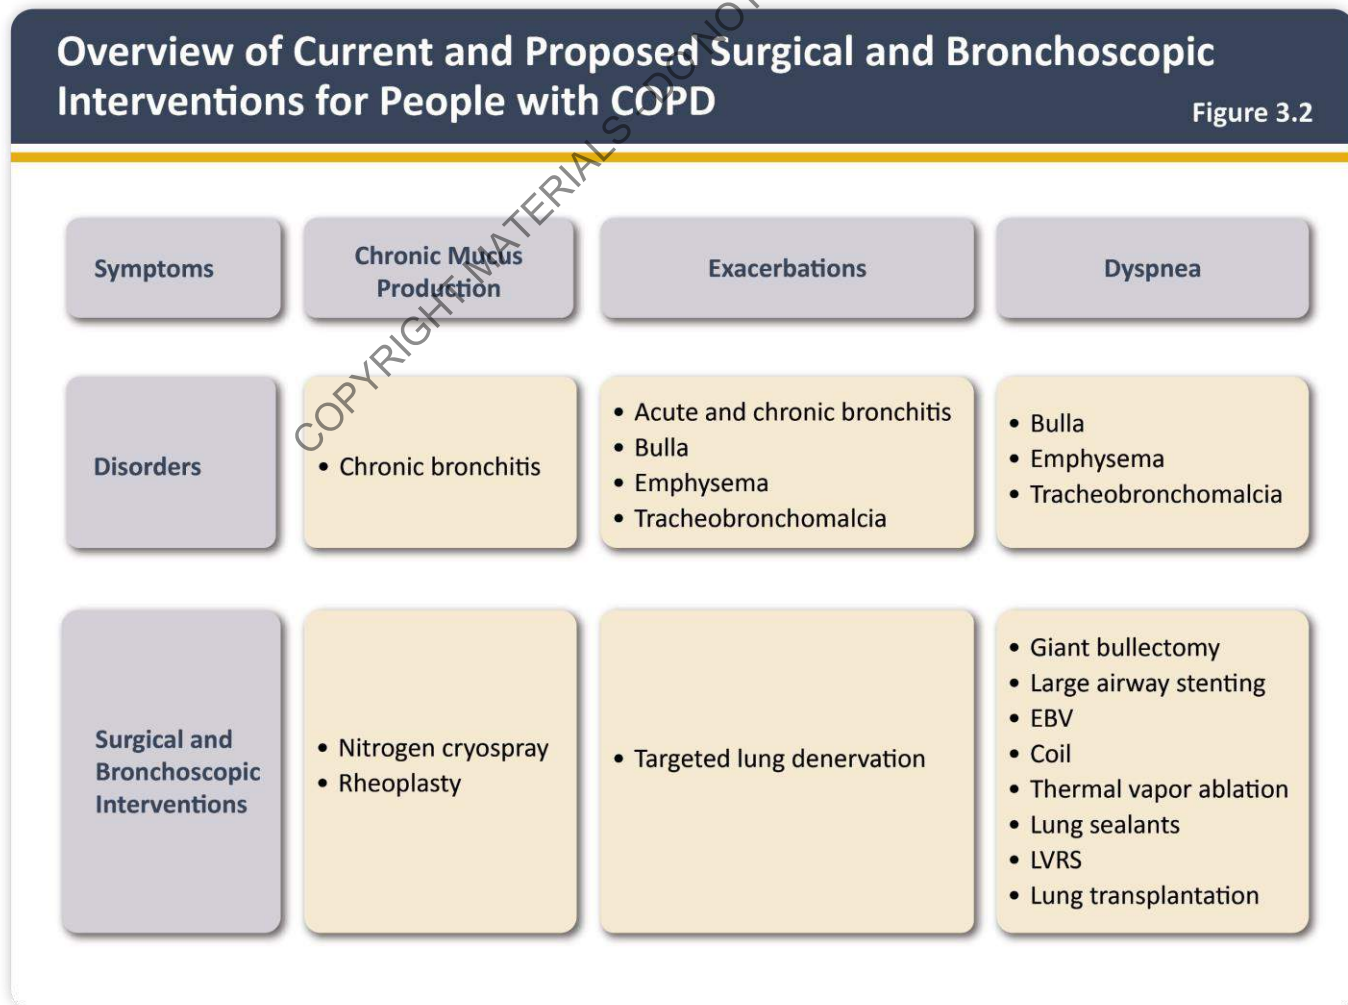 Overview of Current and Proposed Surgical and Bronchoscopic
Interventions for People with COPD
Figure 3.2
COPYRIGHT MATERIALS - DO NOT
Symptoms
Chronic Mucus
Production
Exacerbations
Dyspnea
Disorders
• Chronic bronchitis
• Acute and chronic bronchitis
• Bulla
• Emphysema
• Tracheobronchomalcia
• Bulla
• Emphysema
• Tracheobronchomalcia
Surgical and
Bronchoscopic
Interventions
• Nitrogen cryospray
• Rheoplasty
• Targeted lung denervation
• Giant bullectomy
• Large airway stenting
• EBV
• Coil
• Thermal vapor ablation
• Lung sealants
• LVRS
• Lung transplantation